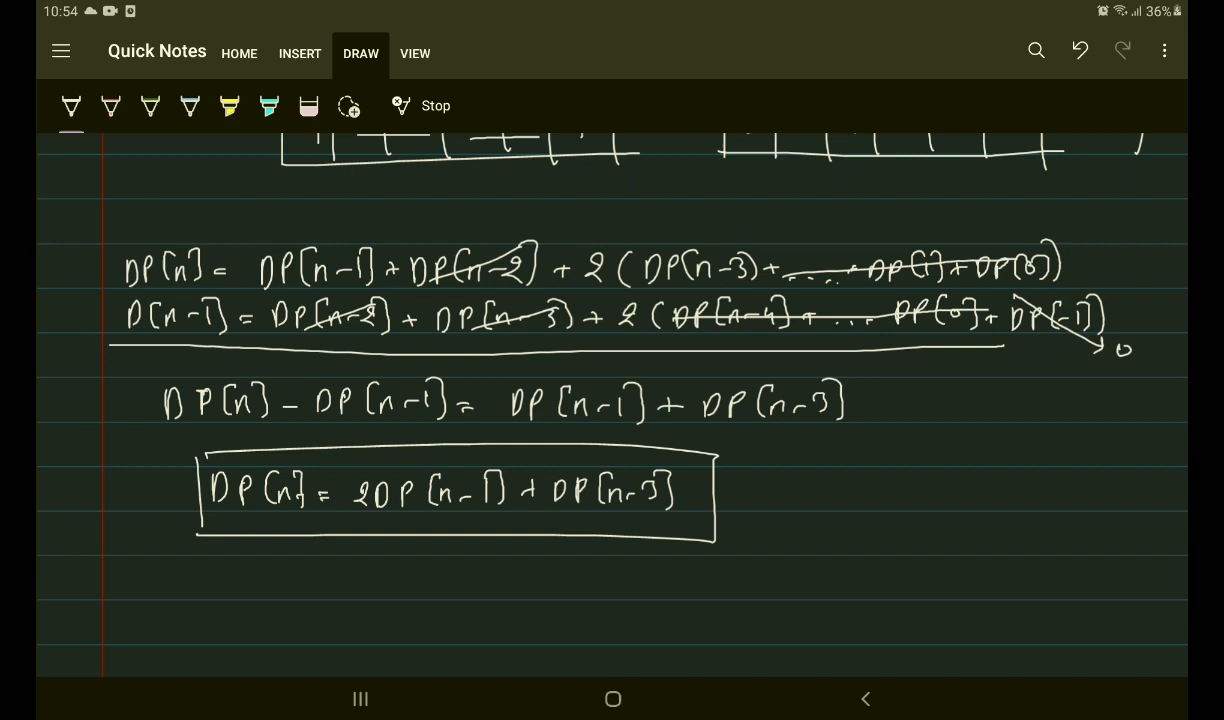 10:54 36%
Quick Notes HOME INSERT DRAW VIEW
Stop
DP[n] = DP[n-1] + DP[n-2] + 2 (DP[n-3) + ..... + DP[1] + DP[0])
D[n-1] = DP[n-2] + DP[n-3) + 2 (DP[n-4] + ... DP[0] + DP[-1])
0
DP[n] - DP[n-1] = DP[n-1] + DP[n-3]
DP[n] = 2DP[n-1] + DP[n-3]